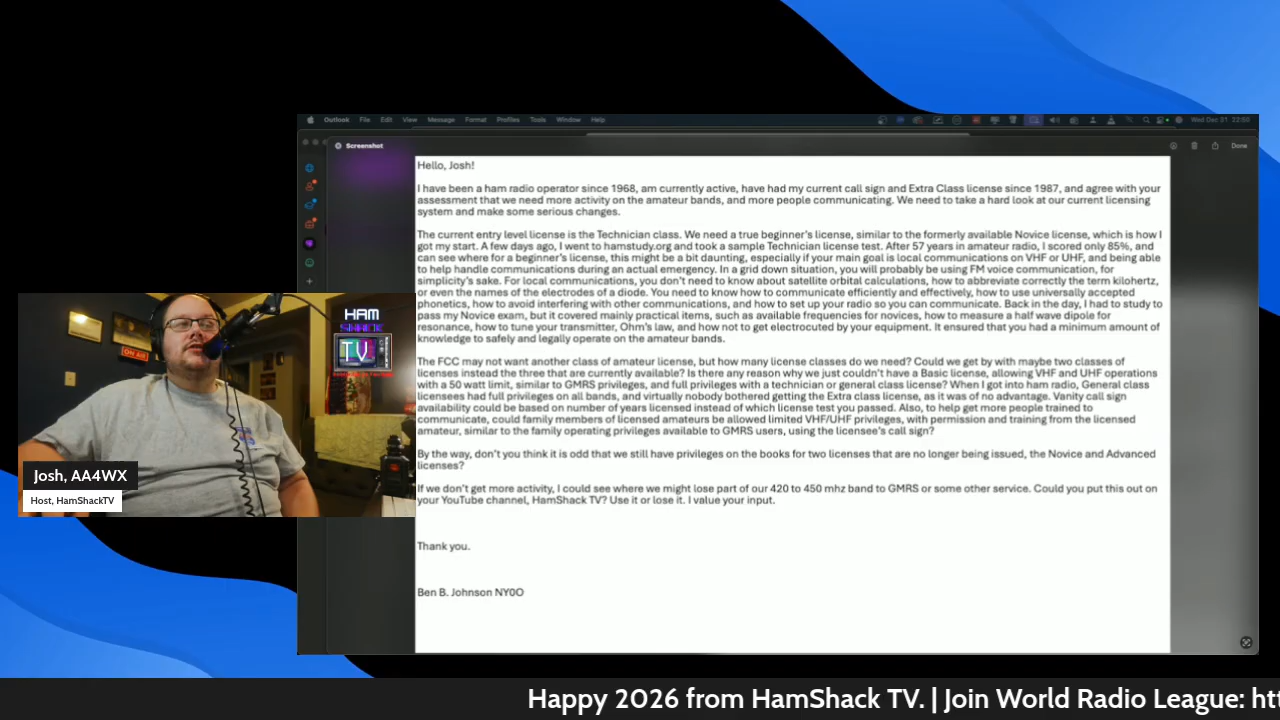 Outlook File Edit View Message Format Profiles Tools Window Help
Wed Dec 31 22:50
Screenshot
Done
Hello, Josh!
I have been a ham radio operator since 1968, am currently active, have had my current call sign and Extra Class license since 1987, and agree with your
assessment that we need more activity on the amateur bands, and more people communicating. We need to take a hard look at our current licensing
system and make some serious changes.
The current entry level license is the Technician class. We need a true beginner's license, similar to the formerly available Novice license, which is how I
got my start. A few days ago, I went to hamstudy.org and took a sample Technician license test. After 57 years in amateur radio, I scored only 85%, and
can see where for a beginner's license, this might be a bit daunting, especially if your main goal is local communications on VHF or UHF, and being able
to help handle communications during an actual emergency. In a grid down situation, you will probably be using FM voice communication, for
simplicity's sake. For local communications, you don't need to know about satellite orbital calculations, how to abbreviate correctly the term kilohertz,
or even the names of the electrodes of a diode. You need to know how to communicate efficiently and effectively, how to use universally accepted
phonetics, how to avoid interfering with other communications, and how to set up your radio so you can communicate. Back in the day, I had to study to
pass my Novice exam, but it covered mainly practical items, such as available frequencies for novices, how to measure a half wave dipole for
resonance, how to tune your transmitter, Ohm's law, and how not to get electrocuted by your equipment. It ensured that you had a minimum amount of
knowledge to safely and legally operate on the amateur bands.
The FCC may not want another class of amateur license, but how many license classes do we need? Could we get by with maybe two classes of
licenses instead the three that are currently available? Is there any reason why we just couldn't have a Basic license, allowing VHF and UHF operations
with a 50 watt limit, similar to GMRS privileges, and full privileges with a technician or general class license? When I got into ham radio, General class
licensees had full privileges on all bands, and virtually nobody bothered getting the Extra class license, as it was of no advantage. Vanity call sign
availability could be based on number of years licensed instead of which license test you passed. Also, to help get more people trained to
communicate, could family members of licensed amateurs be allowed limited VHF/UHF privileges, with permission and training from the licensed
amateur, similar to the family operating privileges available to GMRS users, using the licensee's call sign?
By the way, don't you think it is odd that we still have privileges on the books for two licenses that are no longer being issued, the Novice and Advanced
licenses?
If we don't get more activity, I could see where we might lose part of our 420 to 450 mhz band to GMRS or some other service. Could you put this out on
your YouTube channel, HamShack TV? Use it or lose it. I value your input.
Thank you.
Ben B. Johnson NY0O
ON AIR
HAM
SHACK
TV
Josh, AA4WX
Host, HamShackTV
Happy 2026 from HamShack TV. | Join World Radio League: htt